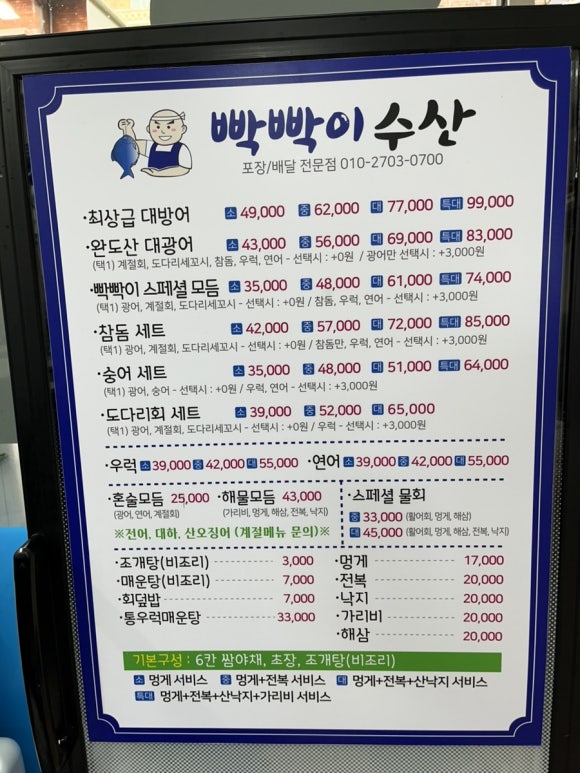 빡빡이 수산
포장/배달 전문점 010-2703-0700
·최상급 대방어 소 49,000 중 62,000 대 77,000 특대 99,000
·완도산 대광어 소 43,000 중 56,000 대 69,000 특대 83,000
(택1) 계절회, 도다리세꼬시, 참돔, 우럭, 연어 - 선택시 : +0원 / 광어만 선택시 : +3,000원
·빡빡이 스페셜 모듬 소 35,000 중 48,000 대 61,000 특대 74,000
(택1) 광어, 계절회, 도다리세꼬시 - 선택시 : +0원 / 참돔, 우럭, 연어 - 선택시 : +3,000원
·참돔 세트 소 42,000 중 57,000 대 72,000 특대 85,000
(택1) 광어, 계절회, 도다리세꼬시 - 선택시 : +0원 / 참돔만, 우럭, 연어 - 선택시 : +3,000원
·숭어 세트 소 35,000 중 48,000 대 51,000 특대 64,000
(택1) 광어, 숭어 - 선택시 : +0원 / 우럭, 연어 - 선택시 : +3,000원
·도다리회 세트 소 39,000 중 52,000 대 65,000
(택1) 광어, 계절회, 도다리세꼬시 - 선택시 : +0원 / 우럭 - 선택시 : +3,000원
·우럭 소 39,000 중 42,000 대 55,000 ·연어 소 39,000 중 42,000 대 55,000
·혼술모듬 25,000 ·해물모듬 43,000
(광어, 연어, 계절회) (가리비, 멍게, 해삼, 전복, 낙지)
※전어, 대하, 산오징어 (계절메뉴 문의)※
·스페셜 물회
중 33,000 (활어회, 멍게, 해삼)
대 45,000 (활어회, 멍게, 해삼, 전복, 낙지)
·조개탕(비조리) 3,000
·매운탕(비조리) 7,000
·회덮밥 7,000
·통우럭매운탕 33,000
·멍게 17,000
·전복 20,000
·낙지 20,000
·가리비 20,000
·해삼 20,000
기본구성 : 6칸 쌈야채, 초장, 조개탕(비조리)
소 멍게 서비스 중 멍게+전복 서비스 대 멍게+전복+산낙지 서비스
특대 멍게+전복+산낙지+가리비 서비스